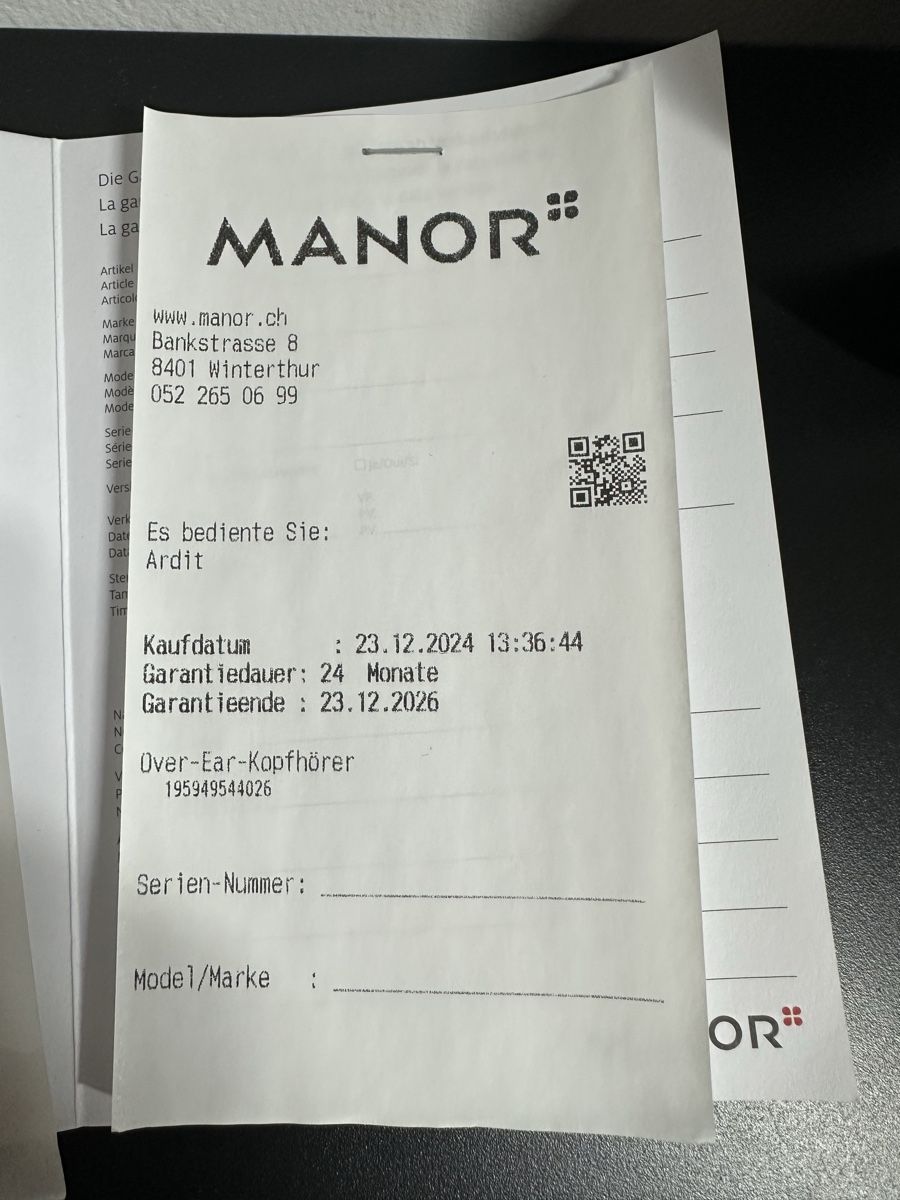 MANOR
www.manor.ch
Bankstrasse 8
8401 Winterthur
052 265 06 99
Es bediente Sie:
Ardit
Kaufdatum : 23.12.2024 13:36:44
Garantiedauer: 24 Monate
Garantieende : 23.12.2026
Over-Ear-Kopfhörer
195949544026
Serien-Nummer:
Model/Marke :
Die G
La ga
La ga
Artikel
Article
Articolo
Marke
Marqu
Marca
Mode
Modè
Mode
Serie
Série
Serie
Vers
Verk
Date
Dat
Ste
Tan
Tim
OR